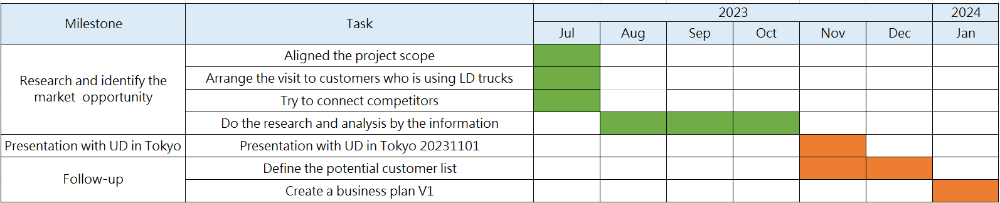 Milestone
Task
2023
2024
Jul
Aug
Sep
Oct
Nov
Dec
Jan
Research and identify the
market  opportunity
Aligned the project scope
Arrange the visit to customers who is using LD trucks
Try to connect competitors
Do the research and analysis by the information
Presentation with UD in Tokyo
Presentation with UD in Tokyo 20231101
Follow-up
Define the potential customer list
Create a business plan V1